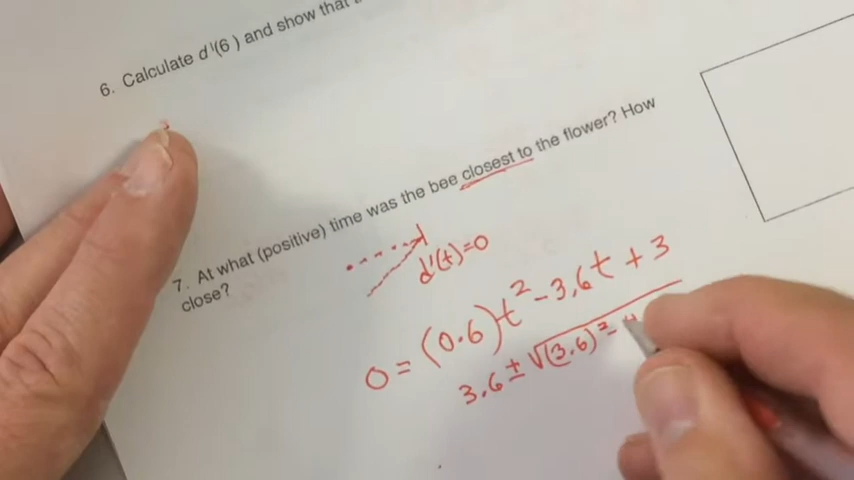 6. Calculate d'(6) and show that
7. At what (positive) time was the bee closest to the flower? How
close?
d'(t)=0
0 = (0.6)t² - 3.6t + 3
3.6 ± √(3.6)² -